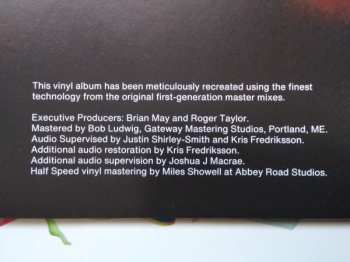 This vinyl album has been meticulously recreated using the finest
technology from the original first-generation master mixes.
Executive Producers: Brian May and Roger Taylor.
Mastered by Bob Ludwig, Gateway Mastering Studios, Portland, ME.
Audio Supervised by Justin Shirley-Smith and Kris Fredriksson.
Additional audio restoration by Kris Fredriksson.
Additional audio supervision by Joshua J Macrae.
Half Speed vinyl mastering by Miles Showell at Abbey Road Studios.